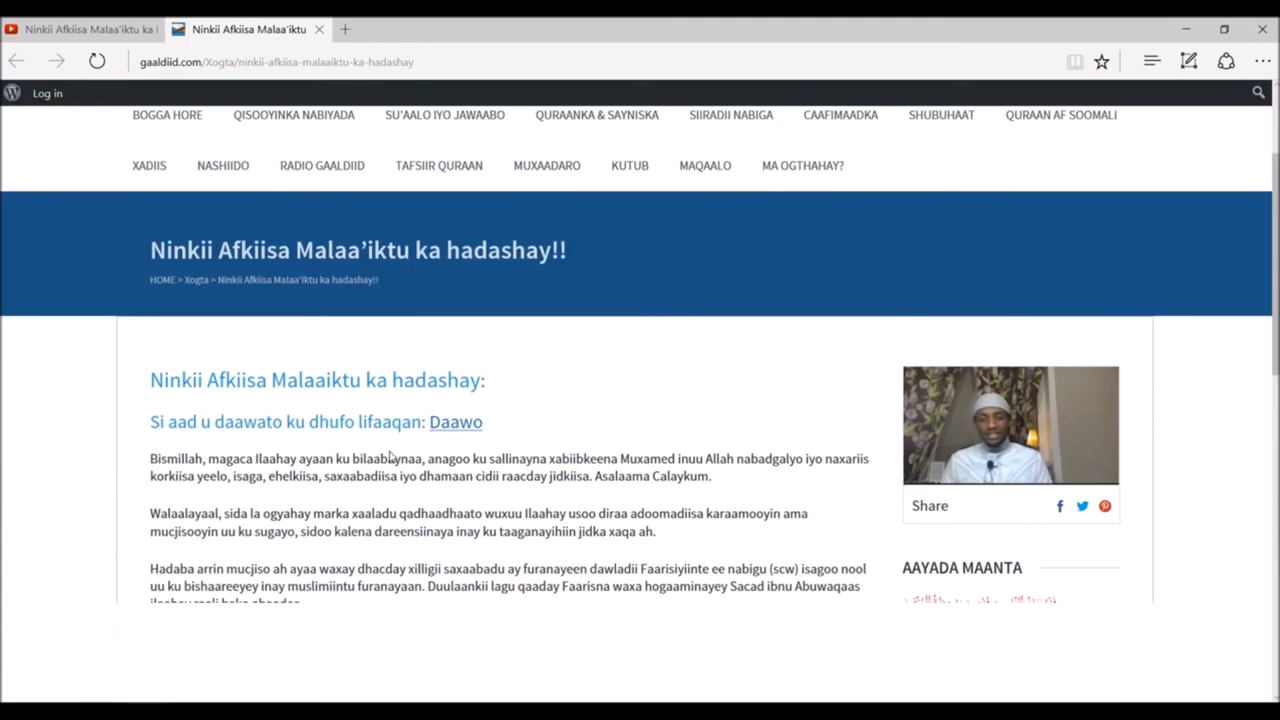 Ninkii Afkiisa Malaa'iktu ka
Ninkii Afkiisa Malaa'iktu
gaaldiid.com/Xogta/ninkii-afkiisa-malaaiktu-ka-hadashay
Log in
BOGGA HORE QISOOYINKA NABIYADA SU'AALO IYO JAWAABO QURAANKA & SAYNISKA SIIRADII NABIGA CAAFIMAADKA SHUBUHAAT QURAAN AF SOOMALI
XADIIS NASHIIDO RADIO GAALDIID TAFSIIR QURAAN MUXAADARO KUTUB MAQAALO MA OGTHAHAY?
Ninkii Afkiisa Malaa’iktu ka hadashay!!
HOME > Xogta > Ninkii Afkiisa Malaa’iktu ka hadashay!!
Ninkii Afkiisa Malaaiktu ka hadashay:
Si aad u daawato ku dhufo lifaaqan: Daawo
Bismillah, magaca Ilaahay ayaan ku bilaabaynaa, anagoo ku sallinayna xabiibkeena Muxamed inuu Allah nabadgalyo iyo naxariis
korkiisa yeelo, isaga, ehelkiisa, saxaabadiisa iyo dhamaan cidii raacday jidkiisa. Asalaama Calaykum.
Walaalayaal, sida la ogyahay marka xaaladu qadhaadhaato wuxuu Ilaahay usoo diraa adoomadiisa karaamooyin ama
mucjisooyin uu ku sugayo, sidoo kalena dareensiinaya inay ku taaganayihiin jidka xaqa ah.
Hadaba arrin mucjiso ah ayaa waxay dhacday xilligii saxaabadu ay furanayeen dawladii Faarisiyiinte ee nabigu (scw) isagoo nool
uu ku bishaareeyey inay muslimiintu furanayaan. Duulaankii lagu qaaday Faarisna waxa hogaaminayey Sacad ibnu Abuwaqaas
Share
AAYADA MAANTA